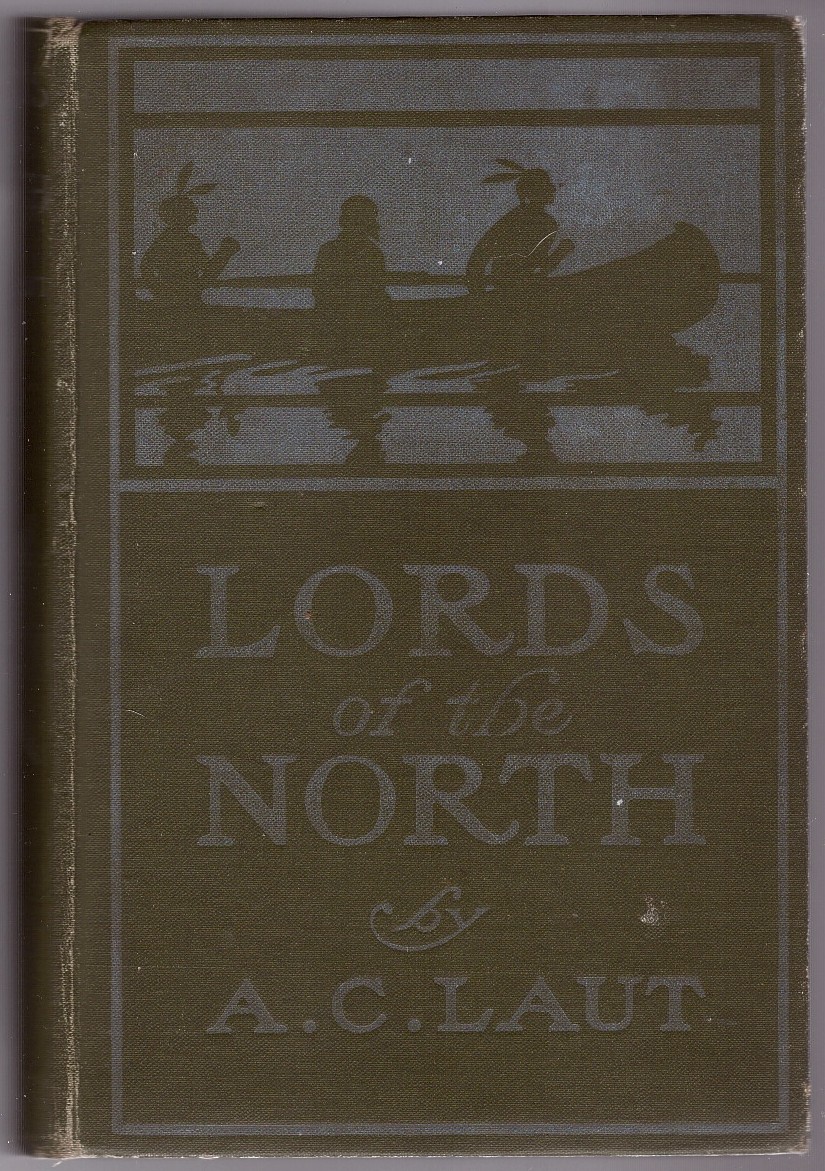 LORDS
of the
NORTH
by
A.C.LAUT